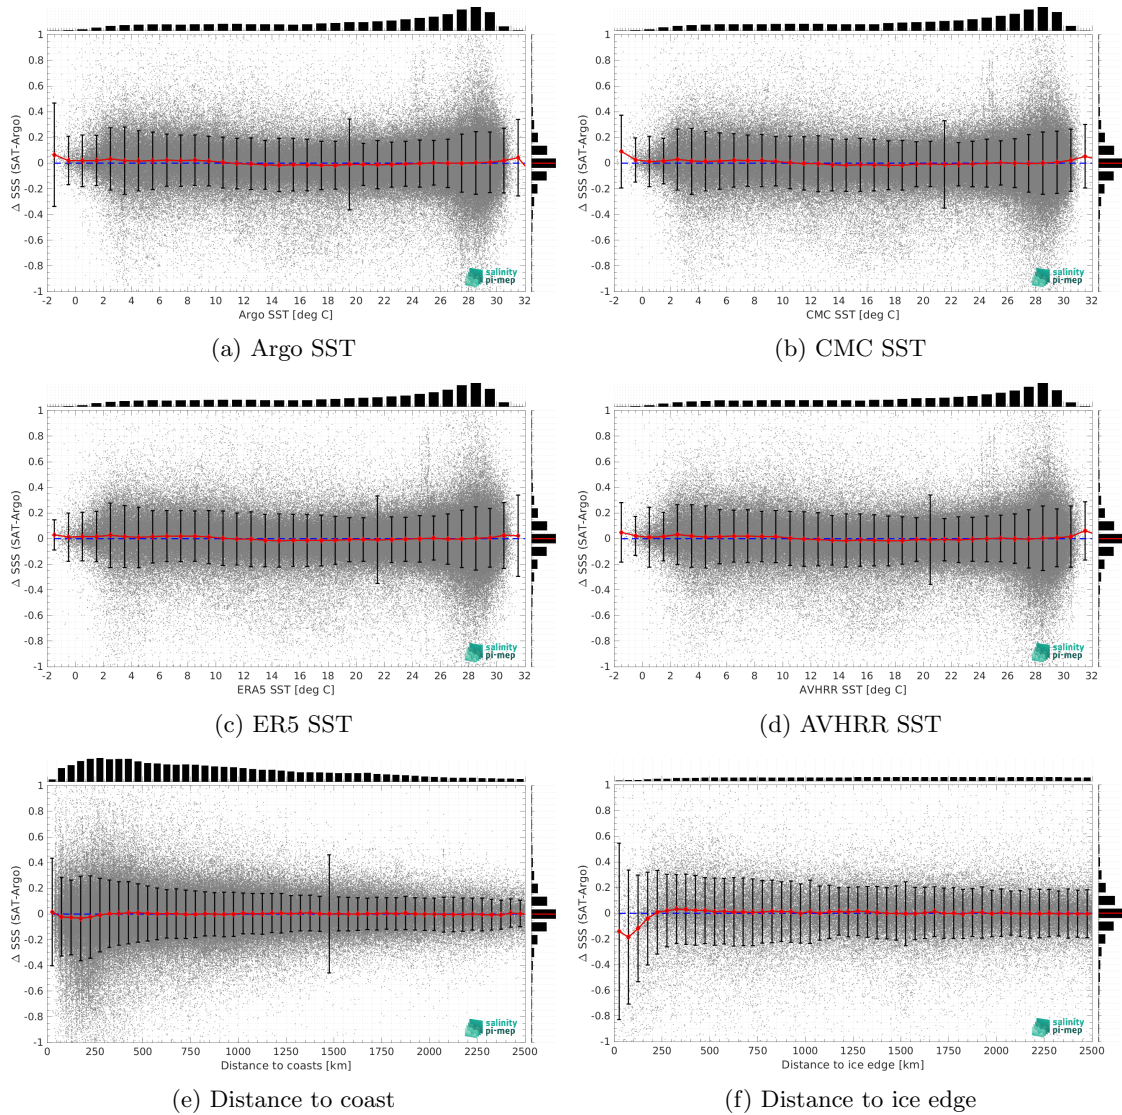 1
0.8
0.6
0.4
0.2
0
-0.2
-0.4
-0.6
-0.8
-1
Δ SSS (SAT-Argo)
-2 0 2 4 6 8 10 12 14 16 18 20 22 24 26 28 30 32
Argo SST [deg C]
salinity
pi-mep
(a) Argo SST
1
0.8
0.6
0.4
0.2
0
-0.2
-0.4
-0.6
-0.8
-1
Δ SSS (SAT-Argo)
-2 0 2 4 6 8 10 12 14 16 18 20 22 24 26 28 30 32
CMC SST [deg C]
salinity
pi-mep
(b) CMC SST
1
0.8
0.6
0.4
0.2
0
-0.2
-0.4
-0.6
-0.8
-1
Δ SSS (SAT-Argo)
-2 0 2 4 6 8 10 12 14 16 18 20 22 24 26 28 30 32
ERA5 SST [deg C]
salinity
pi-mep
(c) ER5 SST
1
0.8
0.6
0.4
0.2
0
-0.2
-0.4
-0.6
-0.8
-1
Δ SSS (SAT-Argo)
-2 0 2 4 6 8 10 12 14 16 18 20 22 24 26 28 30 32
AVHRR SST [deg C]
salinity
pi-mep
(d) AVHRR SST
1
0.8
0.6
0.4
0.2
0
-0.2
-0.4
-0.6
-0.8
-1
Δ SSS (SAT-Argo)
0 250 500 750 1000 1250 1500 1750 2000 2250 2500
Distance to coasts [km]
salinity
pi-mep
(e) Distance to coast
1
0.8
0.6
0.4
0.2
0
-0.2
-0.4
-0.6
-0.8
-1
Δ SSS (SAT-Argo)
0 250 500 750 1000 1250 1500 1750 2000 2250 2500
Distance to ice edge [km]
salinity
pi-mep
(f) Distance to ice edge